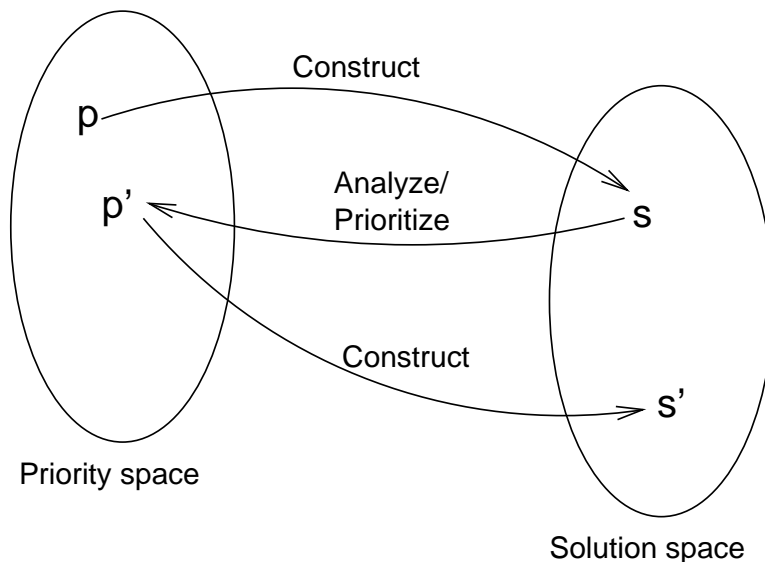 Construct
p
Analyze/
Prioritize
p'
s
Construct
s'
Priority space
Solution space